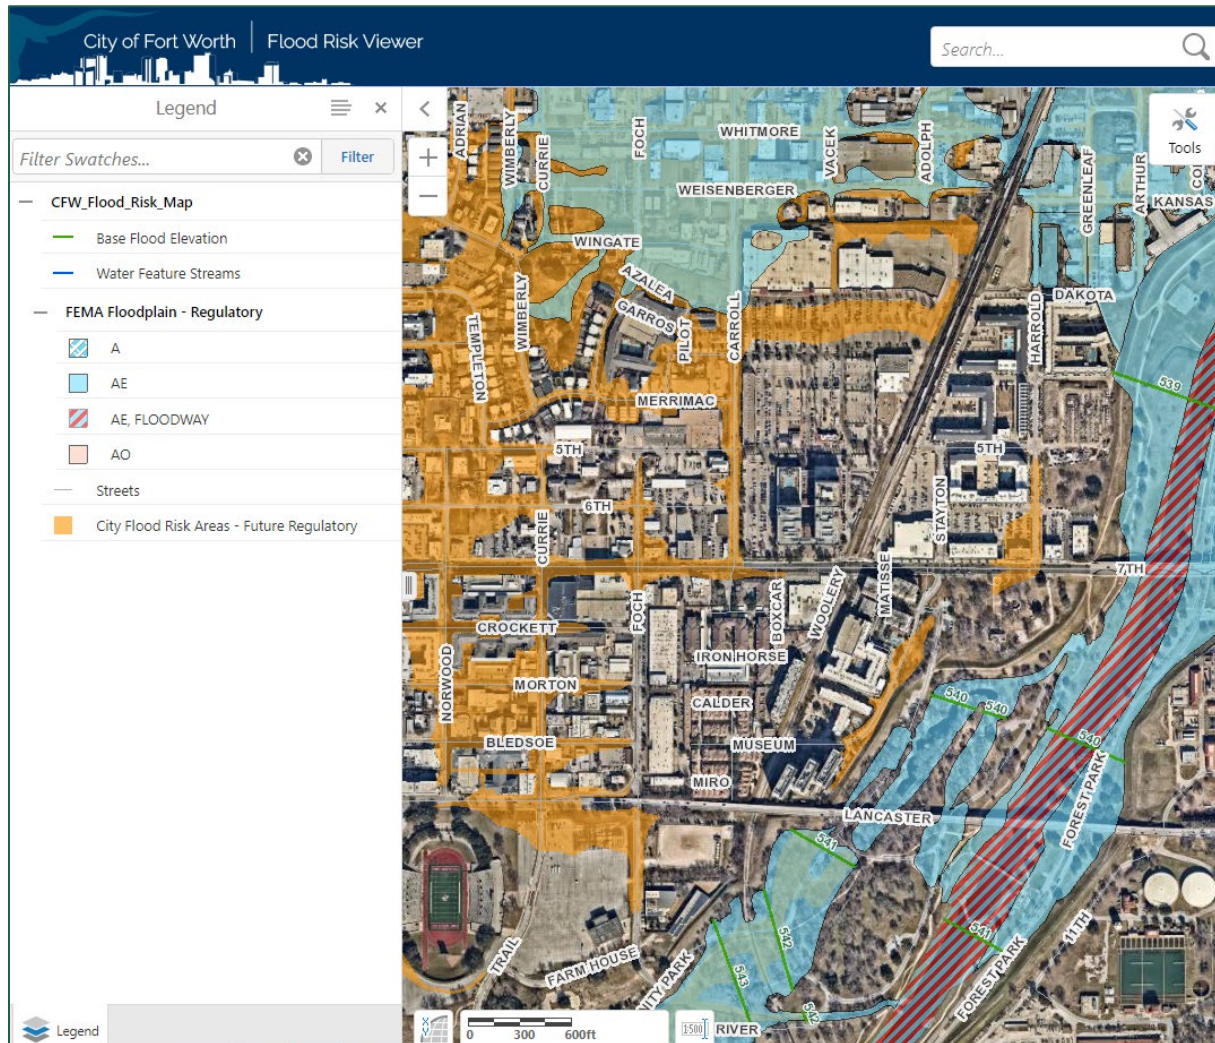 City of Fort Worth | Flood Risk Viewer
Search...
Legend
Filter Swatches...
Filter
CFW_Flood_Risk_Map
Base Flood Elevation
Water Feature Streams
FEMA Floodplain - Regulatory
A
AE
AE, FLOODWAY
AO
Streets
City Flood Risk Areas - Future Regulatory
Legend
Tools
ADRIAN
WIMBERLY
CURRIE
FOCH
WHITMORE
VACEK
ADOLPH
GREENLEAF
ARTHUR
KANSAS
WEISENBERGER
WINGATE
AZALEA
GARROS
PILOT
CARROLL
WIMBERLY
TEMPLETON
HARROLD
DAKOTA
539
MERRIMAC
5TH
5TH
6TH
CURRIE
STAYTON
7TH
FOCH
BOXCAR
WOOLERY
MATISSE
CROCKETT
NORWOOD
IRON HORSE
MORTON
CALDER
540
540
540
BLEDSOE
MUSEUM
MIRO
LANCASTER
FOREST PARK
541
542
543
542
541
TRAIL
FARM HOUSE
NITY PARK
FOREST PARK
11TH
RIVER
0 300 600ft